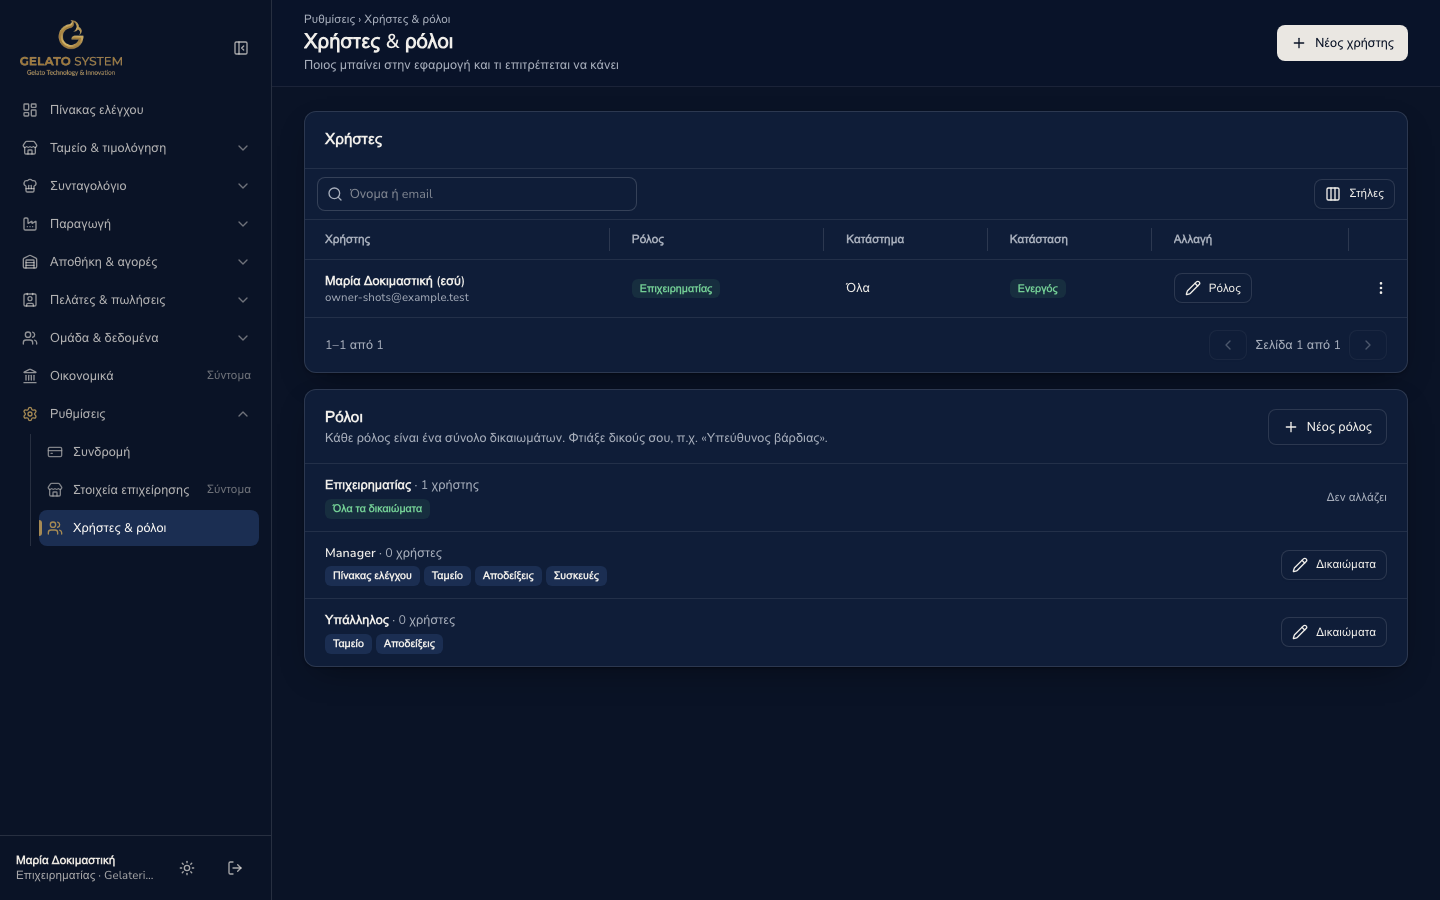 GELATO SYSTEM
Gelato Technology & Innovation
Πίνακας ελέγχου
Ταμείο & τιμολόγηση
Συνταγολόγιο
Παραγωγή
Αποθήκη & αγορές
Πελάτες & πωλήσεις
Ομάδα & δεδομένα
Οικονομικά Σύντομα
Ρυθμίσεις
Συνδρομή
Στοιχεία επιχείρησης Σύντομα
Χρήστες & ρόλοι
Μαρία Δοκιμαστική
Επιχειρηματίας · Gelateri...
Ρυθμίσεις › Χρήστες & ρόλοι
Χρήστες & ρόλοι
Ποιος μπαίνει στην εφαρμογή και τι επιτρέπεται να κάνει
Νέος χρήστης
Χρήστες
Όνομα ή email
Στήλες
Χρήστης Ρόλος Κατάστημα Κατάσταση Αλλαγή
Μαρία Δοκιμαστική (εσύ)
owner-shots@example.test
Επιχειρηματίας Όλα Ενεργός Ρόλος
1–1 από 1
Σελίδα 1 από 1
Ρόλοι
Κάθε ρόλος είναι ένα σύνολο δικαιωμάτων. Φτιάξε δικούς σου, π.χ. «Υπεύθυνος βάρδιας».
Νέος ρόλος
Επιχειρηματίας · 1 χρήστης
Όλα τα δικαιώματα
Δεν αλλάζει
Manager · 0 χρήστες
Πίνακας ελέγχου Ταμείο Αποδείξεις Συσκευές
Δικαιώματα
Υπάλληλος · 0 χρήστες
Ταμείο Αποδείξεις
Δικαιώματα